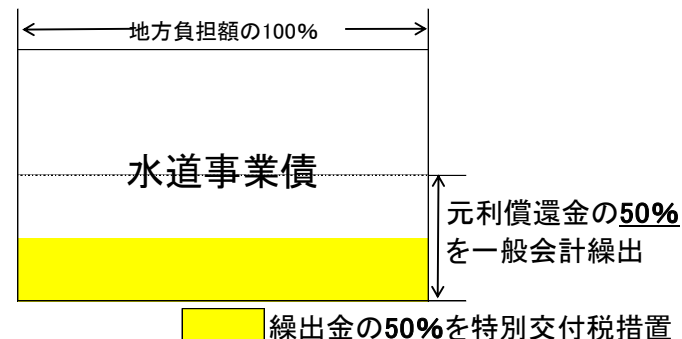 地方負担額の100%
水道事業債
元利償還金の50%
を一般会計繰出
繰出金の50%を特別交付税措置